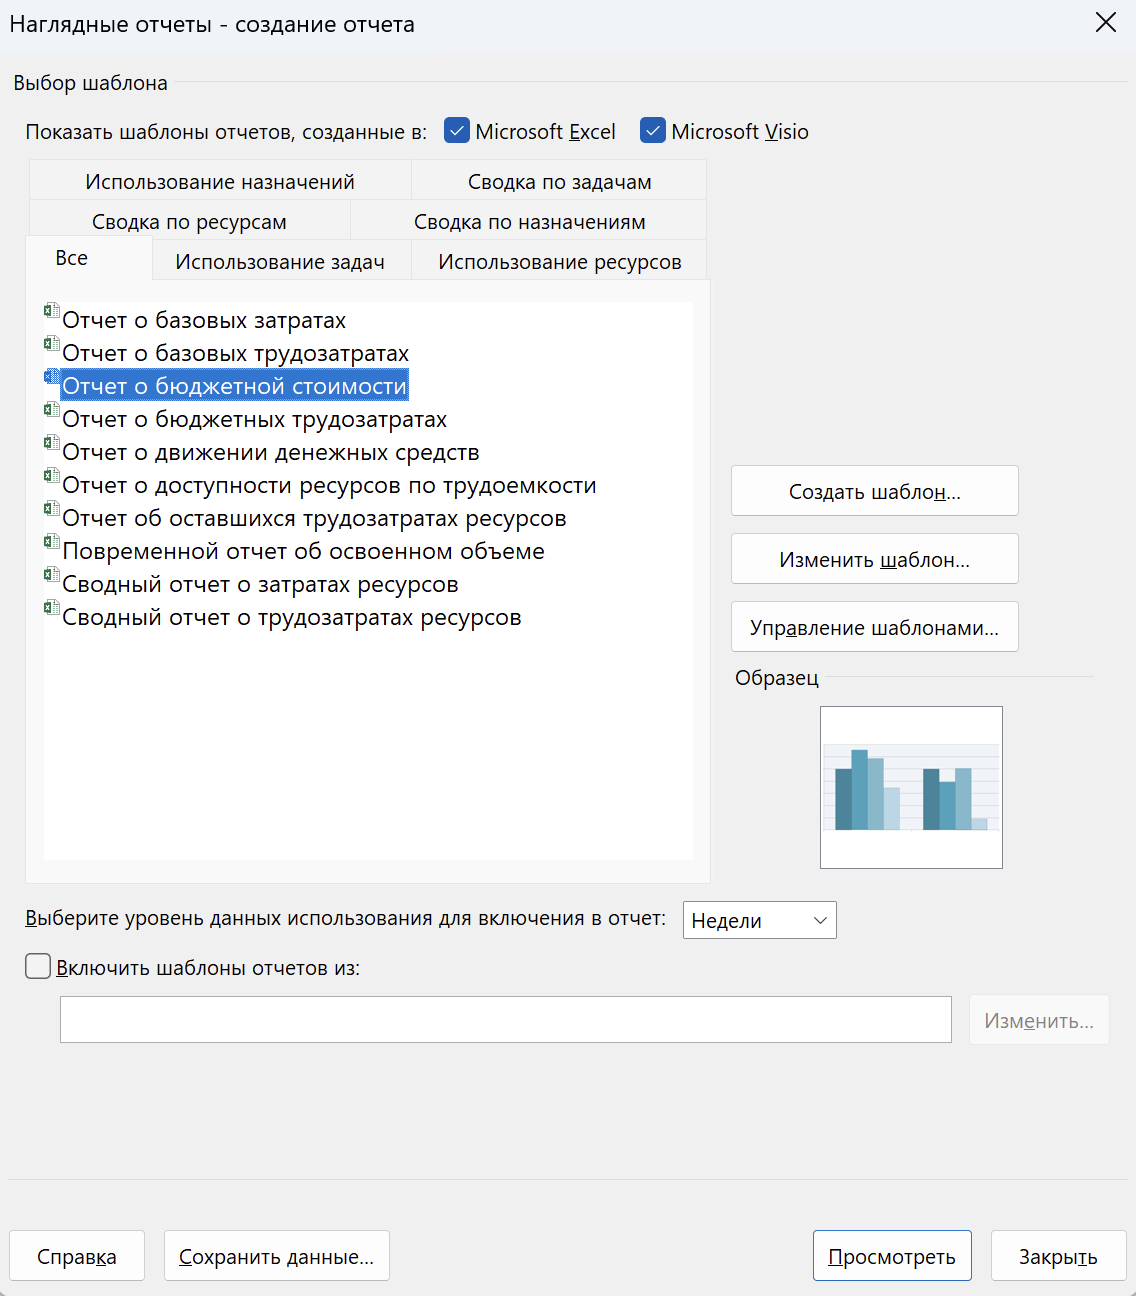 Наглядные отчеты - создание отчета
Выбор шаблона
Показать шаблоны отчетов, созданные в: Microsoft Excel Microsoft Visio
Использование назначений Сводка по задачам
Сводка по ресурсам Сводка по назначениям
Все Использование задач Использование ресурсов
Отчет о базовых затратах
Отчет о базовых трудозатратах
Отчет о бюджетной стоимости
Отчет о бюджетных трудозатратах
Отчет о движении денежных средств
Отчет о доступности ресурсов по трудоемкости
Отчет об оставшихся трудозатратах ресурсов
Повременной отчет об освоенном объеме
Сводный отчет о затратах ресурсов
Сводный отчет о трудозатратах ресурсов
Создать шаблон...
Изменить шаблон...
Управление шаблонами...
Образец
Выберите уровень данных использования для включения в отчет: Недели
Включить шаблоны отчетов из:
Изменить...
Справка Сохранить данные... Просмотреть Закрыть